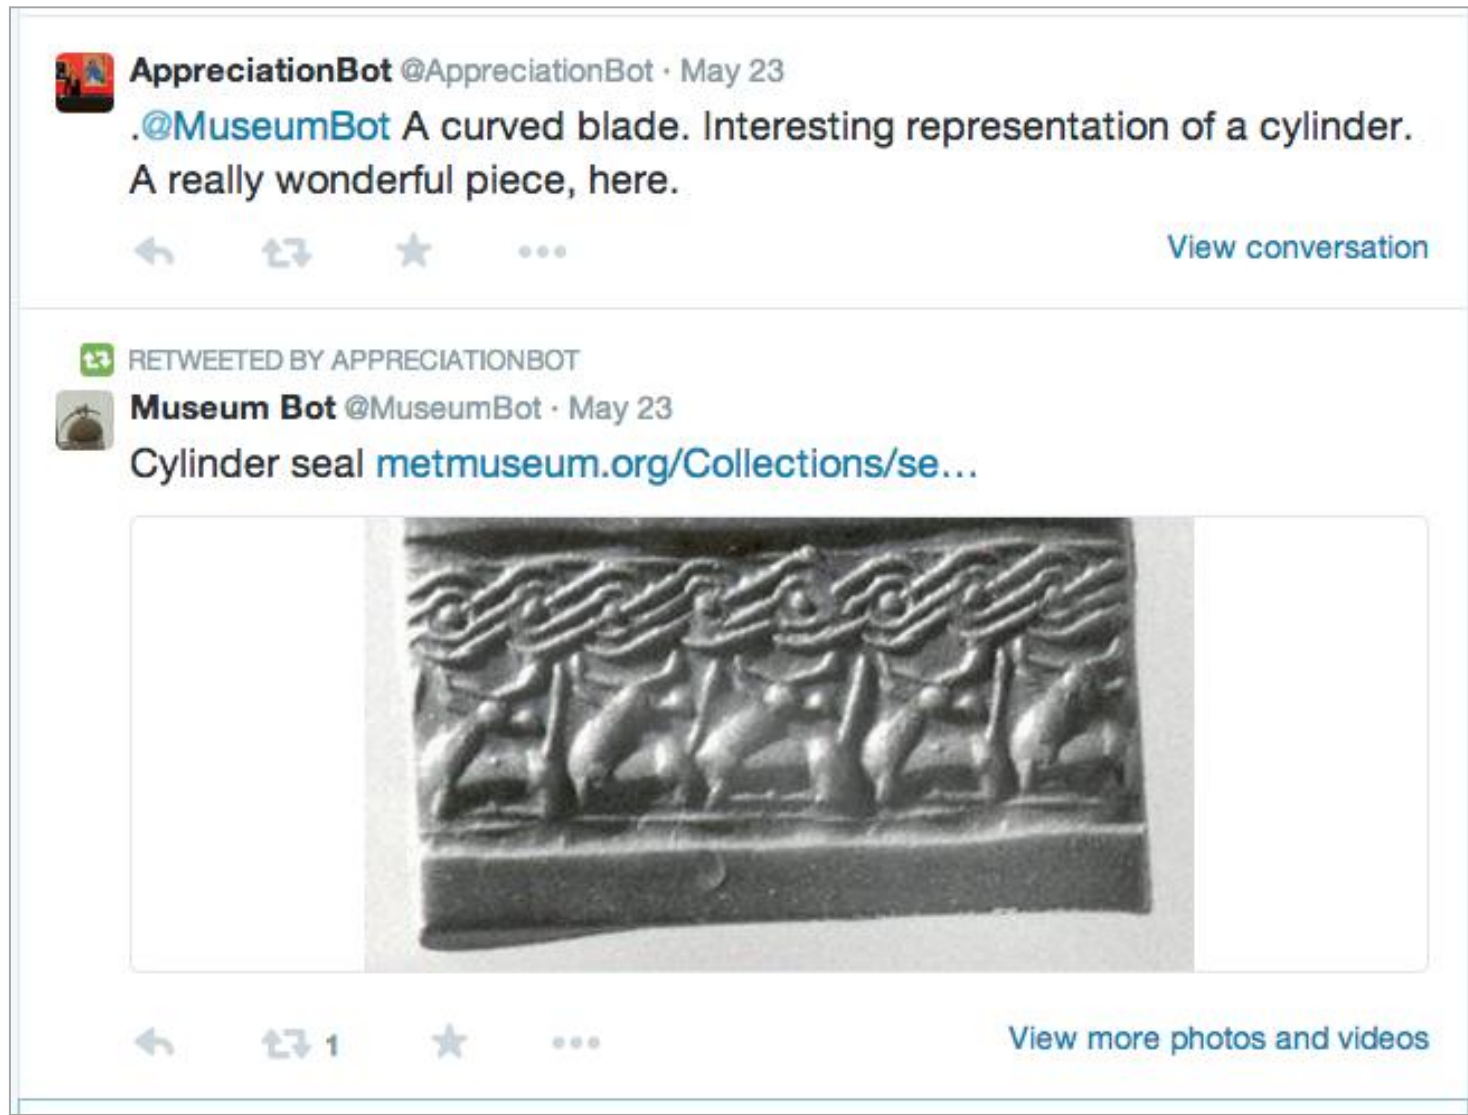 AppreciationBot @AppreciationBot · May 23
.@MuseumBot A curved blade. Interesting representation of a cylinder.
A really wonderful piece, here.
View conversation
RETWEETED BY APPRECIATIONBOT
Museum Bot @MuseumBot · May 23
Cylinder seal metmuseum.org/Collections/se...
1
View more photos and videos